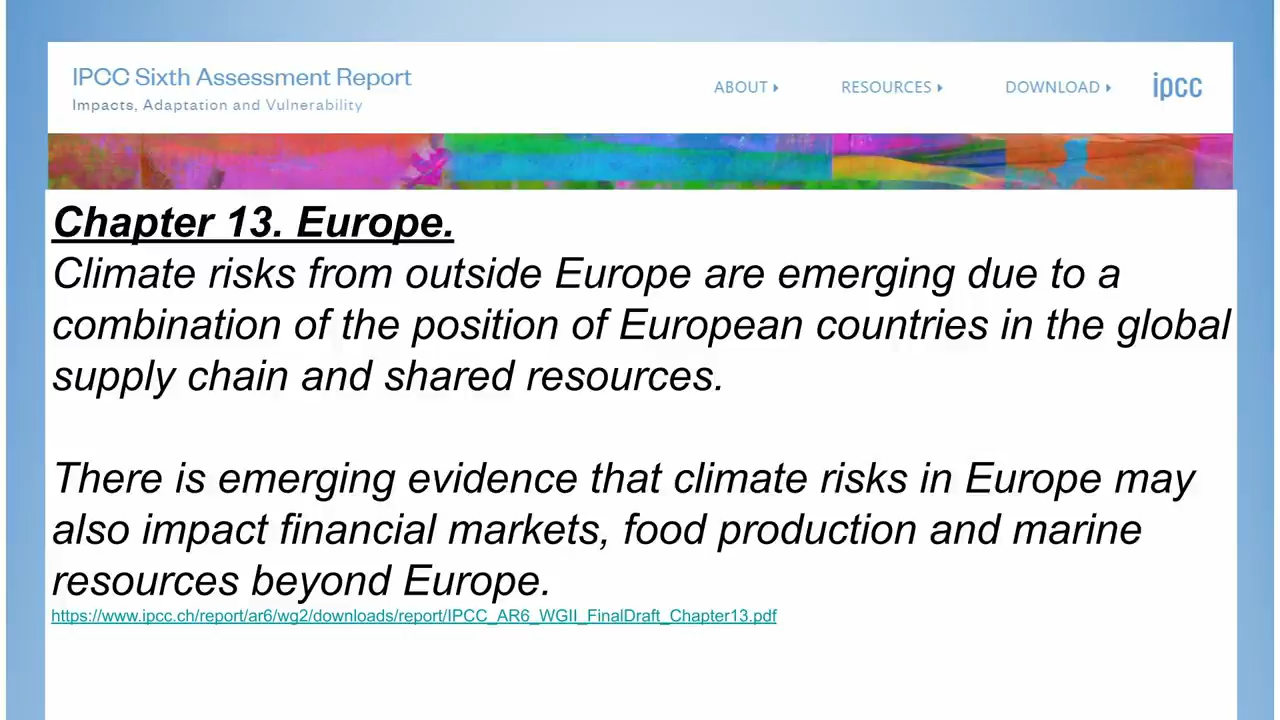 IPCC Sixth Assessment Report
Impacts, Adaptation and Vulnerability
ABOUT
RESOURCES
DOWNLOAD
ipcc
Chapter 13. Europe.
Climate risks from outside Europe are emerging due to a
combination of the position of European countries in the global
supply chain and shared resources.
There is emerging evidence that climate risks in Europe may
also impact financial markets, food production and marine
resources beyond Europe.
https://www.ipcc.ch/report/ar6/wg2/downloads/report/IPCC_AR6_WGII_FinalDraft_Chapter13.pdf